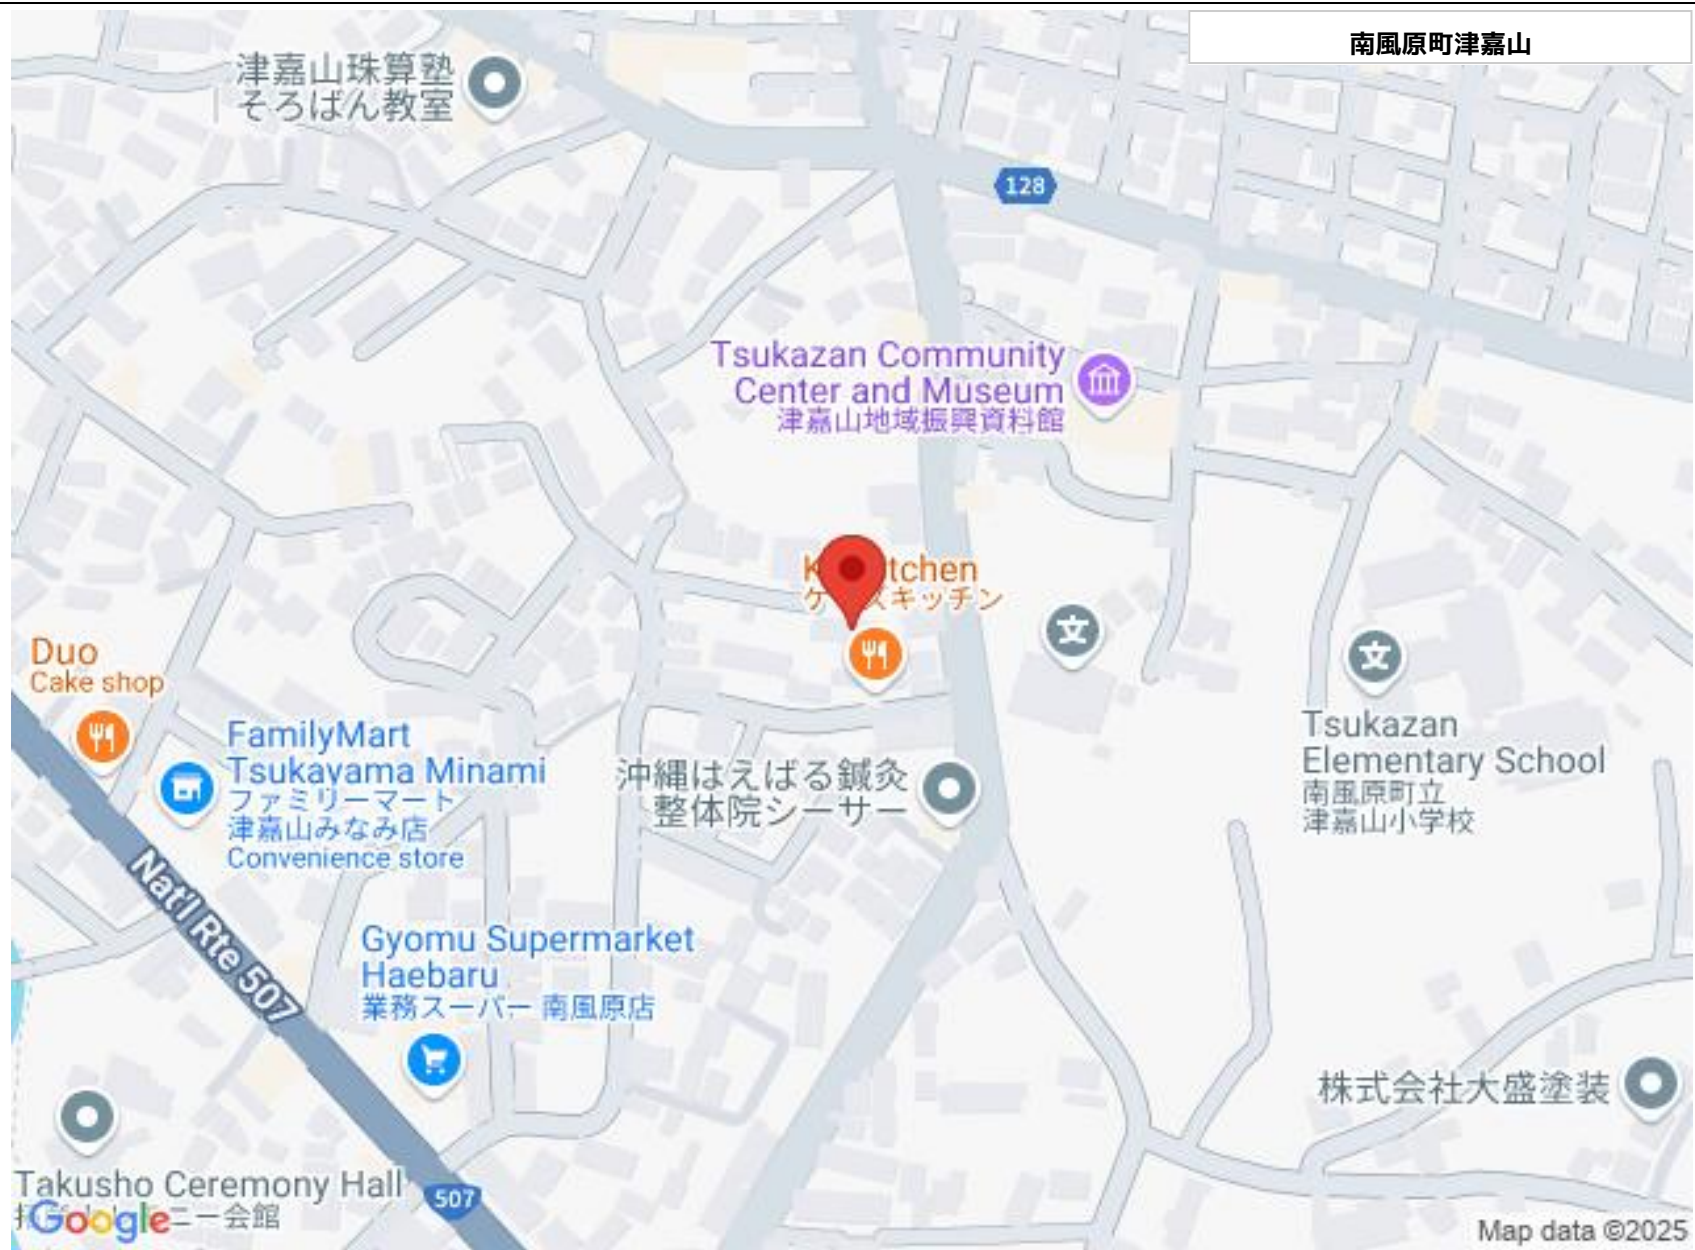 南風原町津嘉山
津嘉山珠算塾
そろばん教室
128
Tsukazan Community
Center and Museum
津嘉山地域振興資料館
tchen
キッチン
Duo
Cake shop
FamilyMart
Tsukayama Minami
ファミリーマート
津嘉山みなみ店
Convenience store
沖縄はえばる鍼灸
整体院シーサー
Tsukazan
Elementary School
南風原町立
津嘉山小学校
Nat'l Rte 507
Gyomu Supermarket
Haebaru
業務スーパー 南風原店
株式会社大盛塗装
Takusho Ceremony Hall
ニー会館
507
Google
Map data ©2025